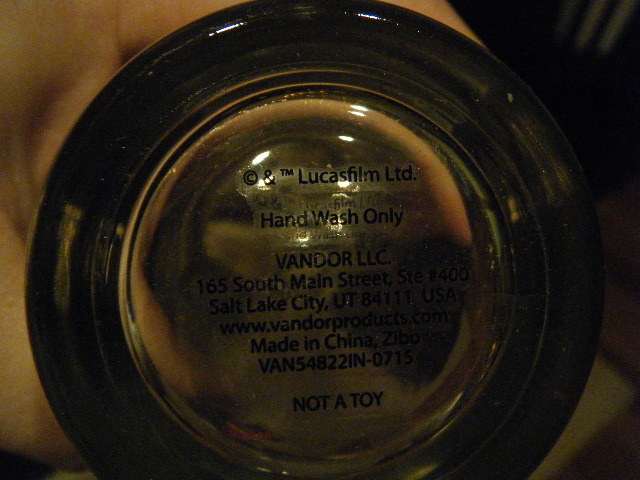 © & ™ Lucasfilm Ltd.
Hand Wash Only
VANDOR LLC.
165 South Main Street, Ste #400
Salt Lake City, UT 84111, USA
www.vandorproducts.com
Made in China, Zibo
VAN54822IN-0715
NOT A TOY